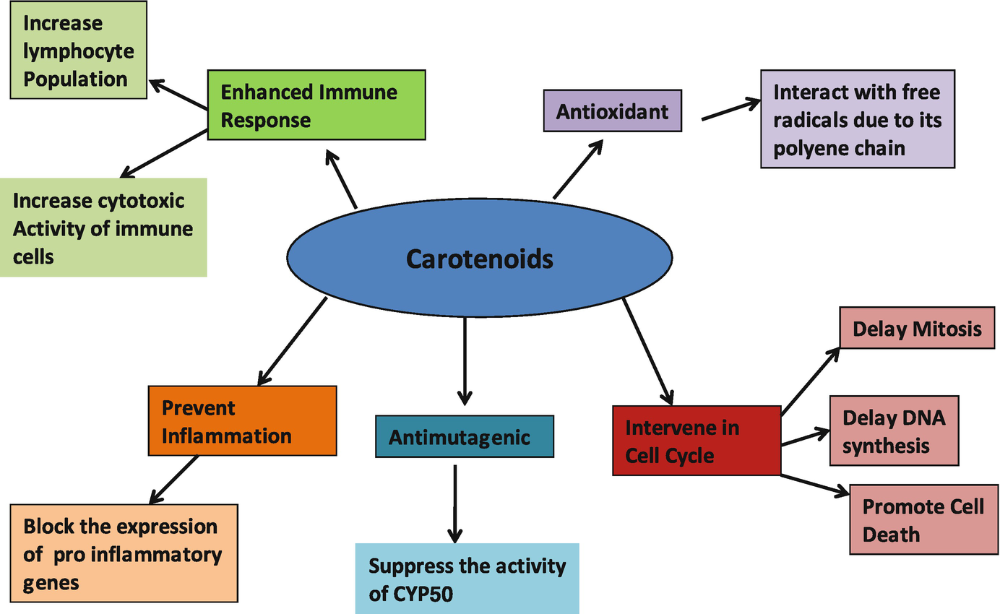 Increase
lymphocyte
Population
Enhanced Immune
Response
Antioxidant
Interact with free
radicals due to its
polyene chain
Increase cytotoxic
Activity of immune
cells
Carotenoids
Delay Mitosis
Prevent
Inflammation
Antimutagenic
Intervene in
Cell Cycle
Delay DNA
synthesis
Promote Cell
Death
Block the expression
of pro inflammatory
genes
Suppress the activity
of CYP50